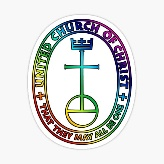 UNITED CHURCH OF CHRIST
THAT THEY MAY ALL BE ONE